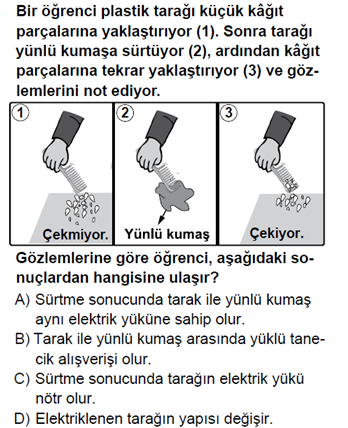 Bir öğrenci plastik tarağı küçük kâğıt
parçalarına yaklaştırıyor (1). Sonra tarağı
yünlü kumaşa sürtüyor (2), ardından kâğıt
parçalarına tekrar yaklaştırıyor (3) ve göz-
lemlerini not ediyor.
1 2 3
Çekmiyor. Yünlü kumaş Çekiyor.
Gözlemlerine göre öğrenci, aşağıdaki so-
nuçlardan hangisine ulaşır?
A) Sürtme sonucunda tarak ile yünlü kumaş
aynı elektrik yüküne sahip olur.
B) Tarak ile yünlü kumaş arasında yüklü tane-
cik alışverişi olur.
C) Sürtme sonucunda tarağın elektrik yükü
nötr olur.
D) Elektriklenen tarağın yapısı değişir.